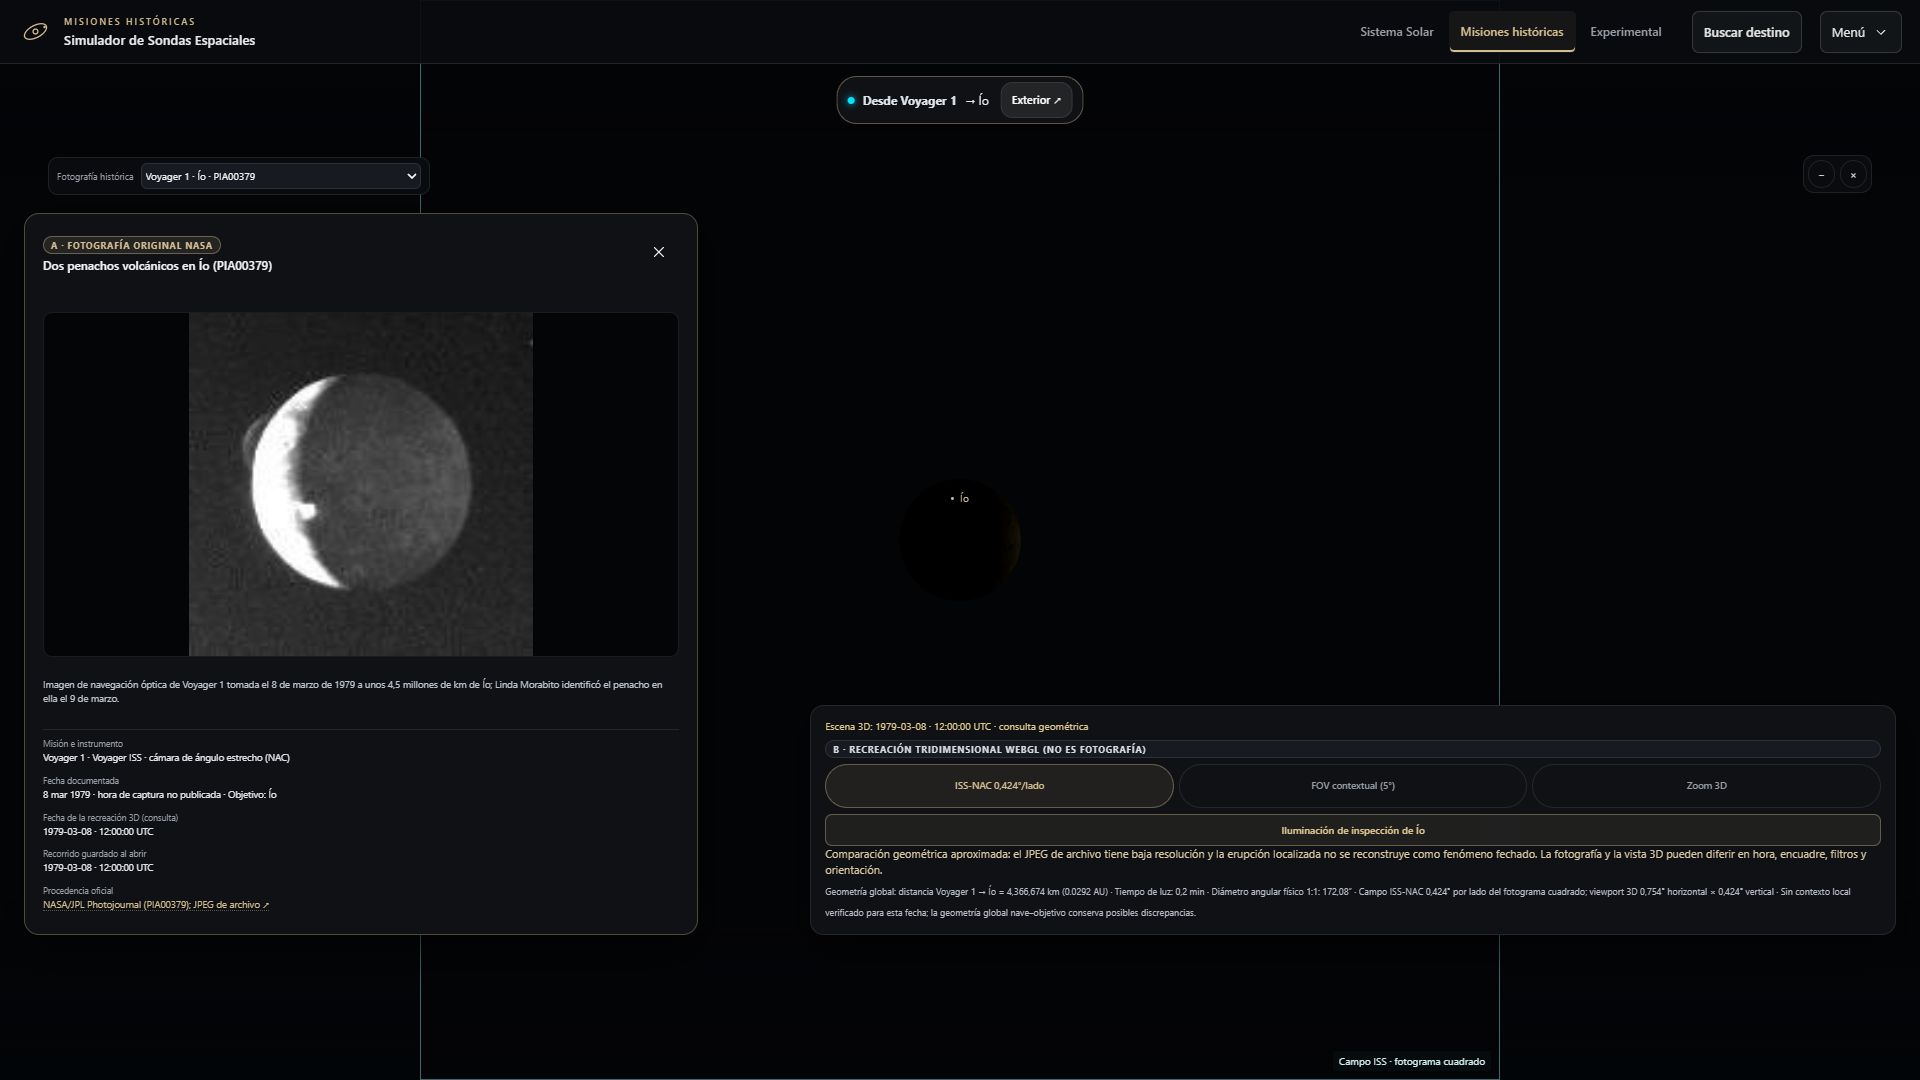 MISIONES HISTÓRICAS
Simulador de Sondas Espaciales
Sistema Solar
Misiones históricas
Experimental
Buscar destino
Menú
Desde Voyager 1 → Ío
Exterior ↗
Fotografía histórica
Voyager 1 · Ío · PIA00379
− ×
A · FOTOGRAFÍA ORIGINAL NASA
Dos penachos volcánicos en Ío (PIA00379)
• Ío
Imagen de navegación óptica de Voyager 1 tomada el 8 de marzo de 1979 a unos 4,5 millones de km de Ío; Linda Morabito identificó el penacho en
ella el 9 de marzo.
Misión e instrumento
Voyager 1 · Voyager ISS · cámara de ángulo estrecho (NAC)
Fecha documentada
8 mar 1979 · hora de captura no publicada · Objetivo: Ío
Fecha de la recreación 3D (consulta)
1979-03-08 · 12:00:00 UTC
Recorrido guardado al abrir
1979-03-08 · 12:00:00 UTC
Procedencia oficial
NASA/JPL Photojournal (PIA00379); JPEG de archivo ↗
Escena 3D: 1979-03-08 · 12:00:00 UTC · consulta geométrica
B · RECREACIÓN TRIDIMENSIONAL WEBGL (NO ES FOTOGRAFÍA)
ISS-NAC 0,424°/lado
FOV contextual (5°)
Zoom 3D
Iluminación de inspección de Ío
Comparación geométrica aproximada: el JPEG de archivo tiene baja resolución y la erupción localizada no se reconstruye como fenómeno fechado. La fotografía y la vista 3D pueden diferir en hora, encuadre, filtros y
orientación.
Geometría global: distancia Voyager 1 → Ío = 4,366,674 km (0.0292 AU) · Tiempo de luz: 0,2 min · Diámetro angular físico 1:1: 172,08″ · Campo ISS-NAC 0,424° por lado del fotograma cuadrado; viewport 3D 0,754° horizontal × 0,424° vertical · Sin contexto local
verificado para esta fecha; la geometría global nave–objetivo conserva posibles discrepancias.
Campo ISS · fotograma cuadrado